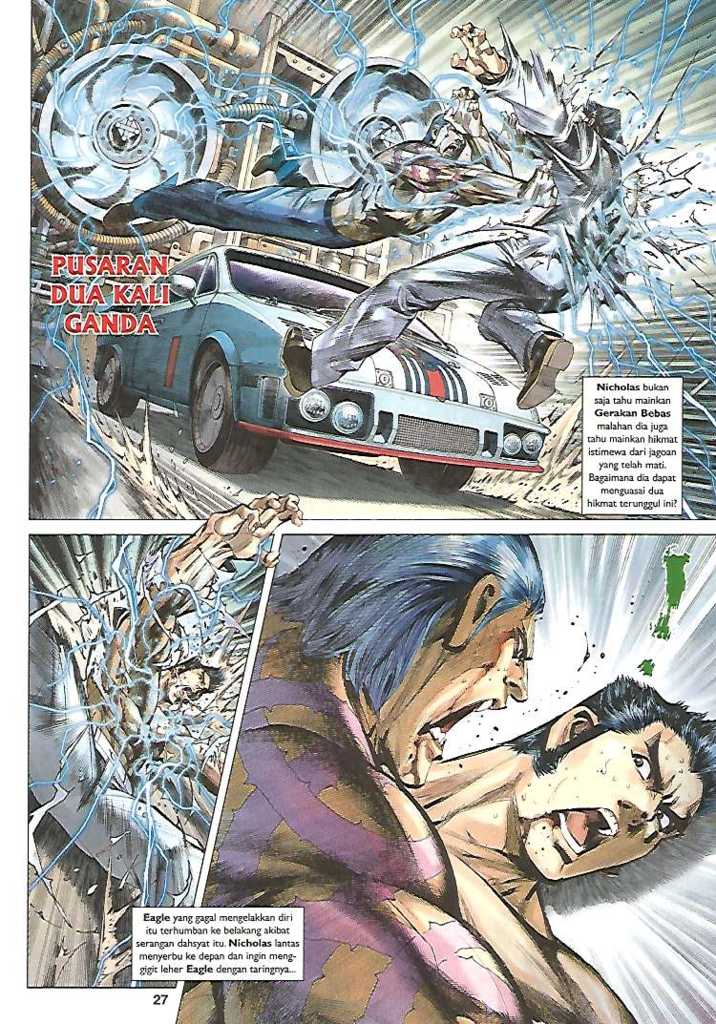 PUSARAN
DUA KALI
GANDA
Nicholas bukan
saja tahu mainkan
Gerakan Bebas
malahan dia juga
tahu mainkan hikmat
istimewa dari jagoan
yang telah mati.
Bagaimana dia dapat
menguasai dua
hikmat terunggul ini?
!
Eagle yang gagal mengelakkan diri
itu terhumban ke belakang akibat
serangan dahsyat itu. Nicholas lantas
menyerbu ke depan dan ingin meng-
gigit leher Eagle dengan taringnya...
27